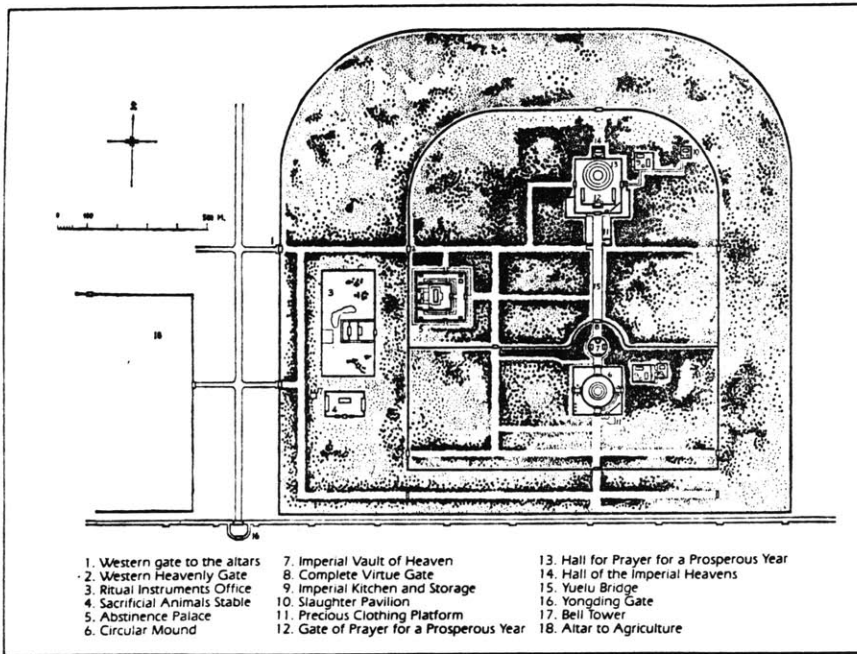 0 100 500 M.
1
3
16
18
15
6
4
1. Western gate to the altars
2. Western Heavenly Gate
3. Ritual Instruments Office
4. Sacrificial Animals Stable
5. Abstinence Palace
6. Circular Mound
7. Imperial Vault of Heaven
8. Complete Virtue Gate
9. Imperial Kitchen and Storage
10. Slaughter Pavilion
11. Precious Clothing Platform
12. Gate of Prayer for a Prosperous Year
13. Hall for Prayer for a Prosperous Year
14. Hall of the Imperial Heavens
15. Yuelu Bridge
16. Yongding Gate
17. Bell Tower
18. Altar to Agriculture